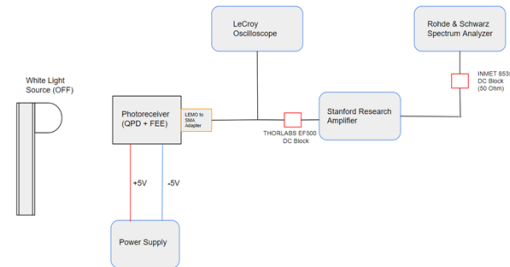 LeCroy
Oscilloscope
Rohde & Schwarz
Spectrum Analyzer
White Light
Source (OFF)
INMET 8535
DC Block
(50 Ohm)
Photoreceiver
(QPD + FEE)
LEMO to
SMA
Adapter
Stanford Research
Amplifier
THORLABS EF500
DC Block
+5V
-5V
Power Supply